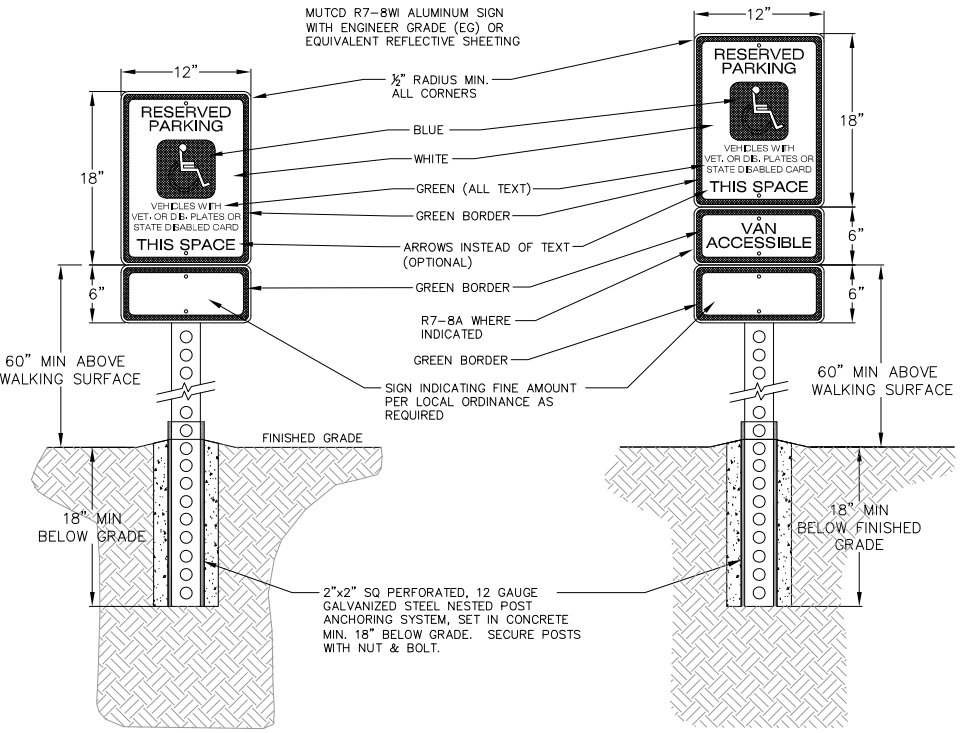 MUTCD R7-8WI ALUMINUM SIGN
WITH ENGINEER GRADE (EG) OR
EQUIVALENT REFLECTIVE SHEETING
12"
12"
½" RADIUS MIN.
ALL CORNERS
BLUE
WHITE
GREEN (ALL TEXT)
GREEN BORDER
ARROWS INSTEAD OF TEXT
(OPTIONAL)
GREEN BORDER
R7-8A WHERE
INDICATED
GREEN BORDER
SIGN INDICATING FINE AMOUNT
PER LOCAL ORDINANCE AS
REQUIRED
RESERVED
PARKING
VEHICLES WITH
VET. OR DIS. PLATES OR
STATE DISABLED CARD
THIS SPACE
18"
6"
60" MIN ABOVE
WALKING SURFACE
FINISHED GRADE
18" MIN
BELOW GRADE
RESERVED
PARKING
VEHICLES WITH
VET. OR DIS. PLATES OR
STATE DISABLED CARD
THIS SPACE
VAN
ACCESSIBLE
18"
6"
6"
60" MIN ABOVE
WALKING SURFACE
18" MIN
BELOW FINISHED
GRADE
2"x2" SQ PERFORATED, 12 GAUGE
GALVANIZED STEEL NESTED POST
ANCHORING SYSTEM, SET IN CONCRETE
MIN. 18" BELOW GRADE. SECURE POSTS
WITH NUT & BOLT.